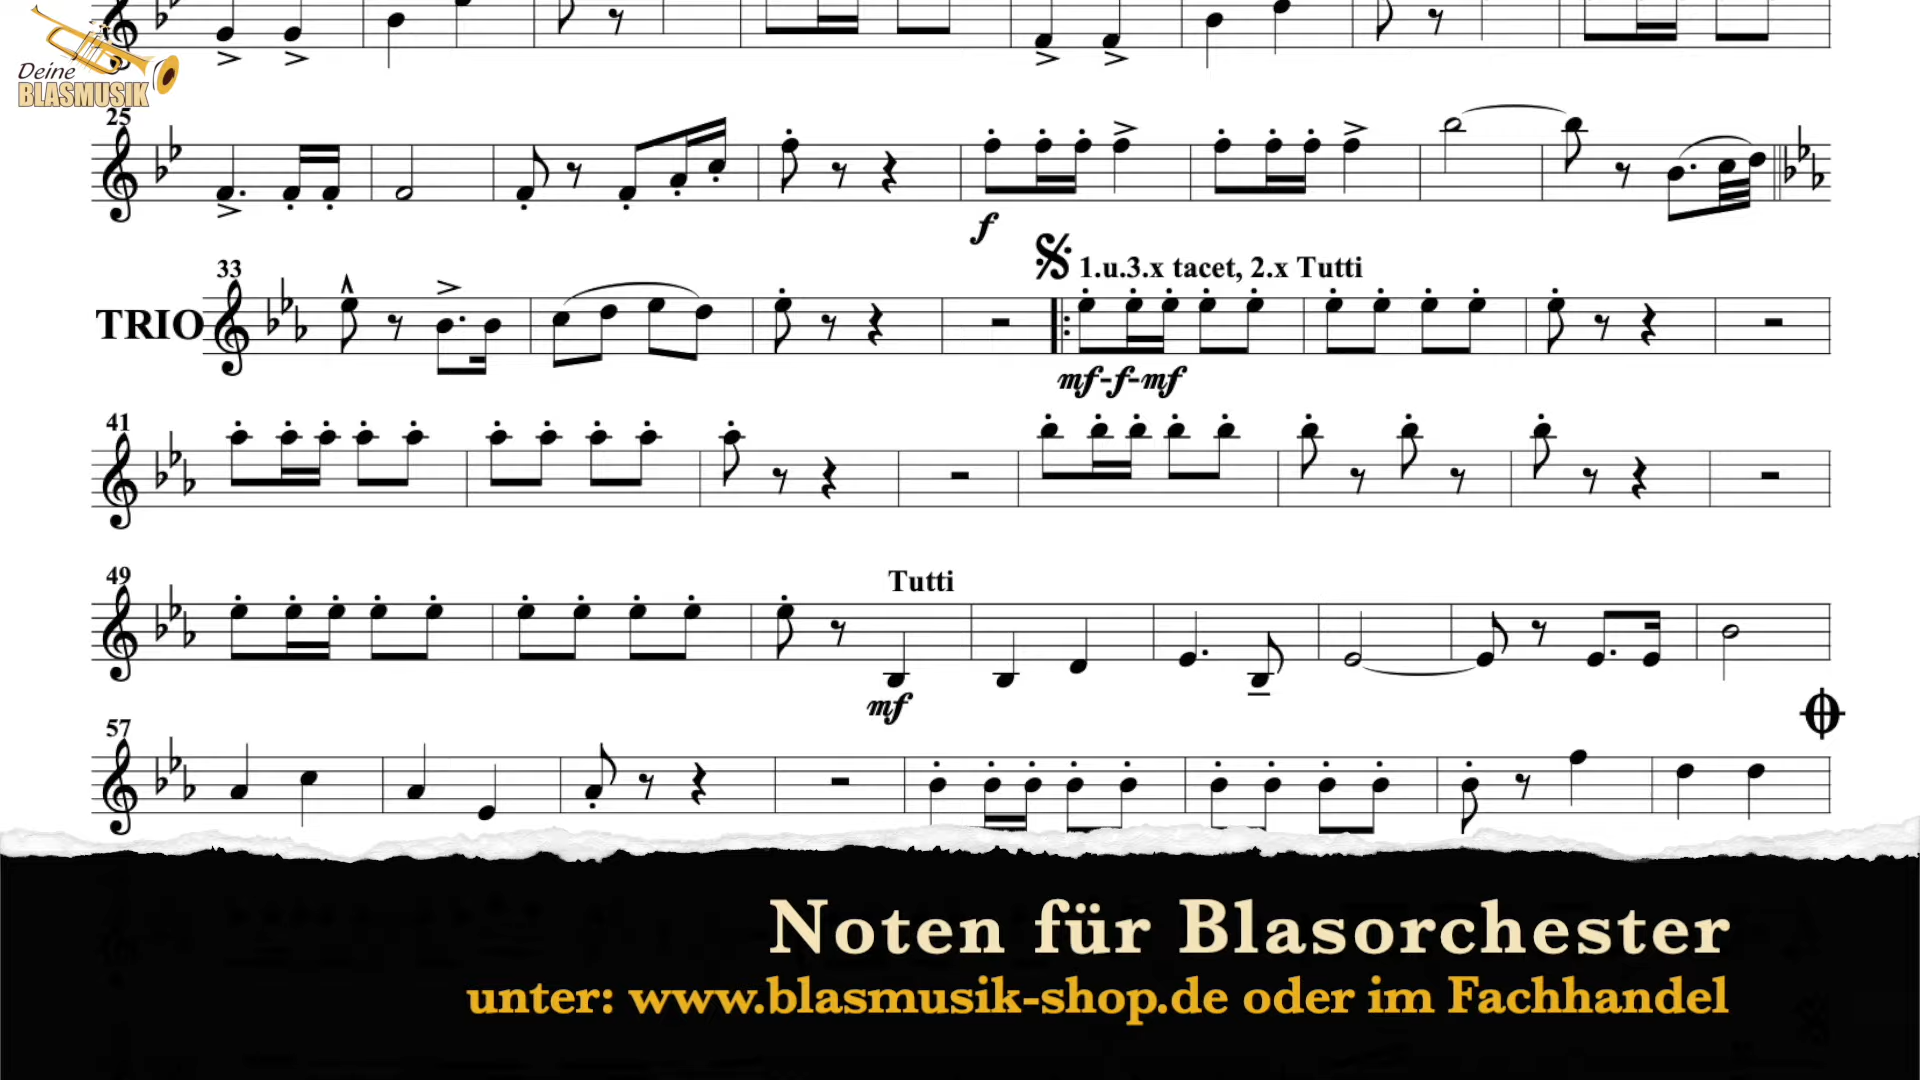 Deine
BLASMUSIK
25
f
33
1.u.3.x tacet, 2.x Tutti
TRIO
mf-f-mf
41
49
Tutti
mf
57
Noten für Blasorchester
unter: www.blasmusik-shop.de oder im Fachhandel